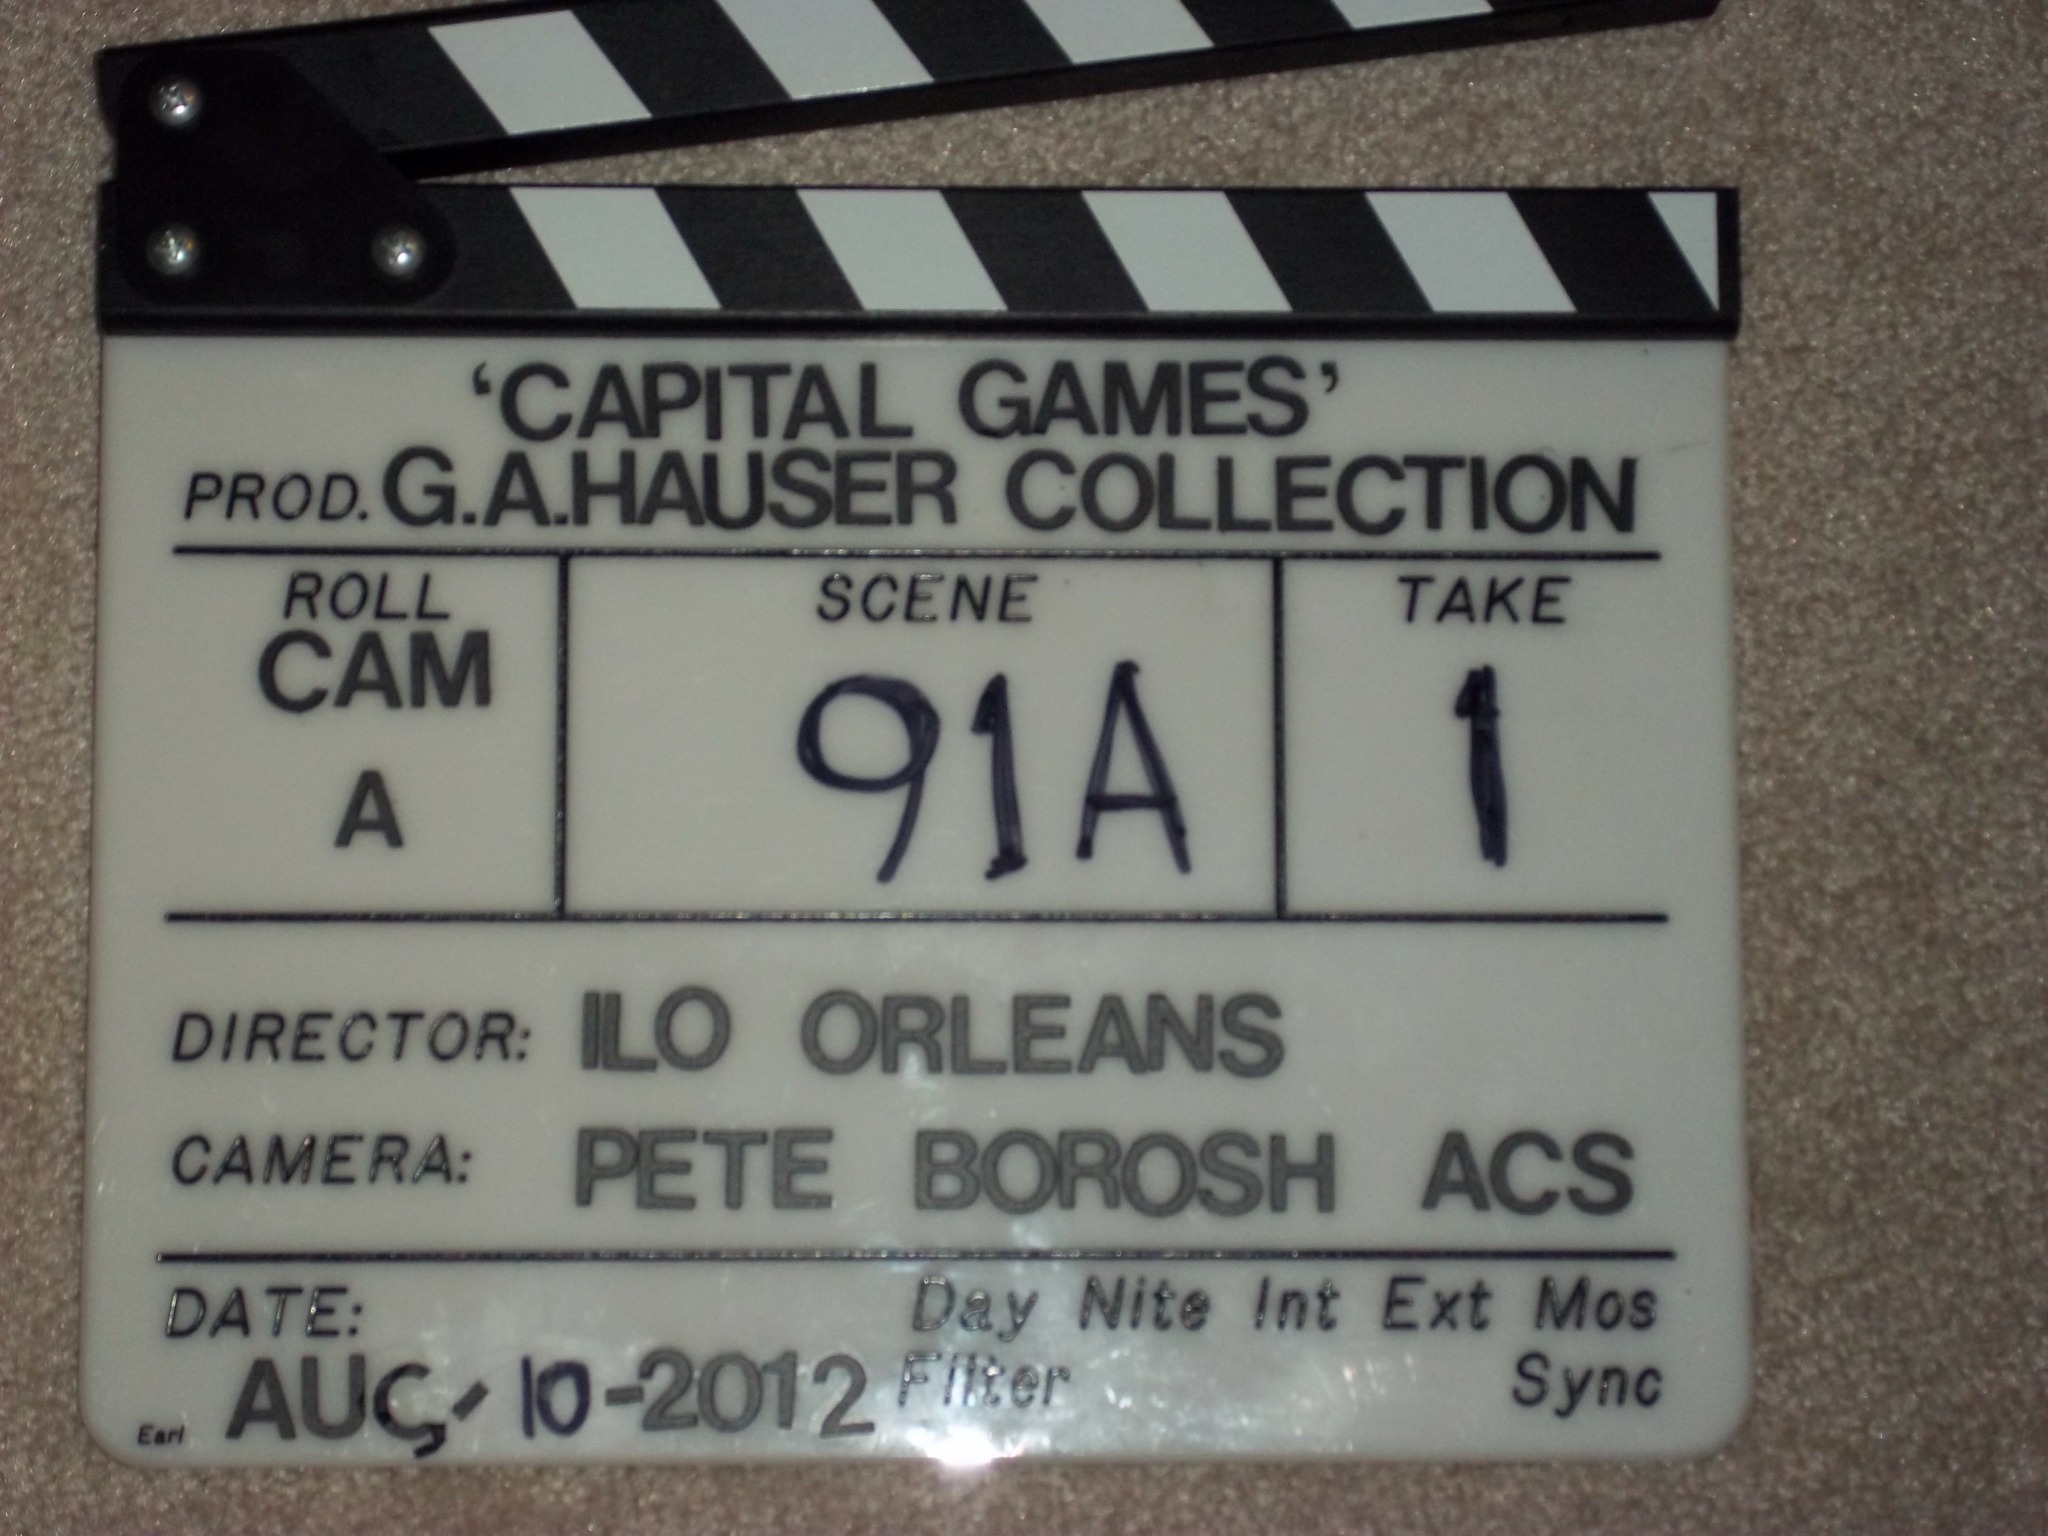 ‘CAPITAL GAMES’
PROD. G.A.HAUSER COLLECTION
ROLL SCENE TAKE
CAM
A 91A 1
DIRECTOR: ILO ORLEANS
CAMERA: PETE BOROSH ACS
DATE: Day Nite Int Ext Mos
Filter Sync
AUG-10-2012
Earl